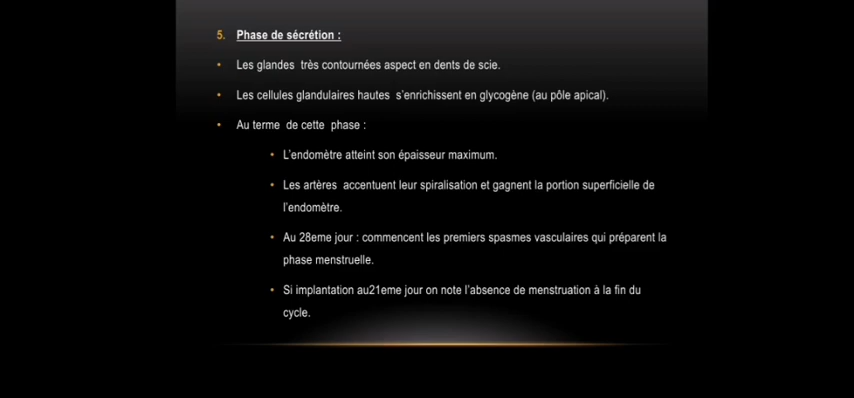 5. Phase de sécrétion :
• Les glandes très contournées aspect en dents de scie.
• Les cellules glandulaires hautes s'enrichissent en glycogène (au pôle apical).
• Au terme de cette phase :
• L'endomètre atteint son épaisseur maximum.
• Les artères accentuent leur spiralisation et gagnent la portion superficielle de
l'endomètre.
• Au 28eme jour : commencent les premiers spasmes vasculaires qui préparent la
phase menstruelle.
• Si implantation au21eme jour on note l'absence de menstruation à la fin du
cycle.